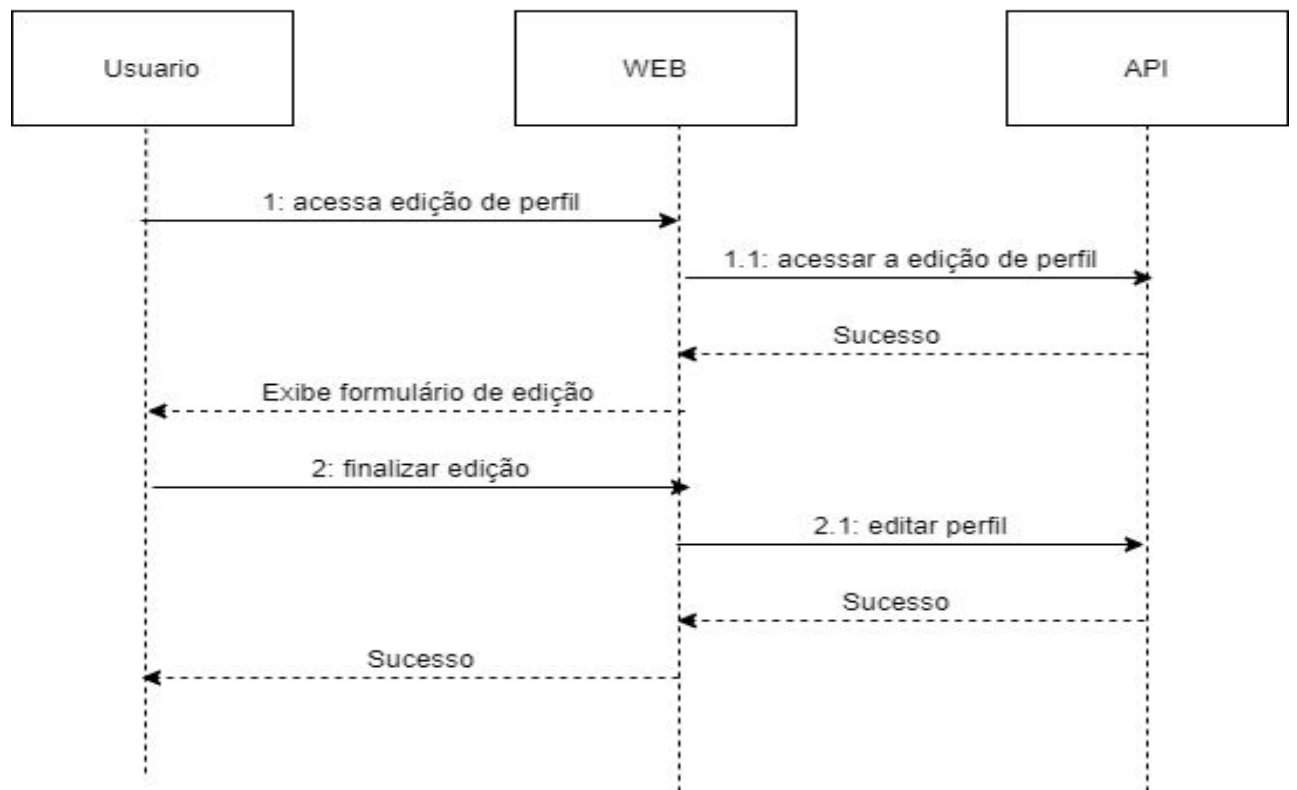 Usuario
WEB
API
1: acessa edição de perfil
1.1: acessar a edição de perfil
Sucesso
Exibe formulário de edição
2: finalizar edição
2.1: editar perfil
Sucesso
Sucesso